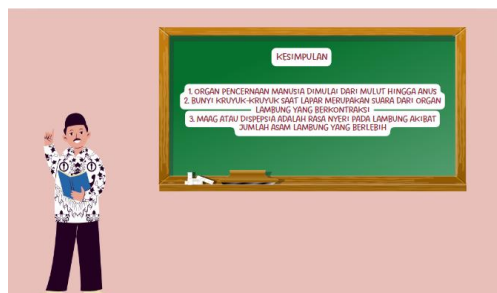 KESIMPULAN
1. ORGAN PENCERNAAN MANUSIA DIMULAI DARI MULUT HINGGA ANUS
2. BUNYI KRUYUK-KRUYUK SAAT LAPAR MERUPAKAN SUARA DARI ORGAN
LAMBUNG YANG BERKONTRAKSI
3. MAAG ATAU DISPEPSIA ADALAH RASA NYERI PADA LAMBUNG AKIBAT
JUMLAH ASAM LAMBUNG YANG BERLEBIH